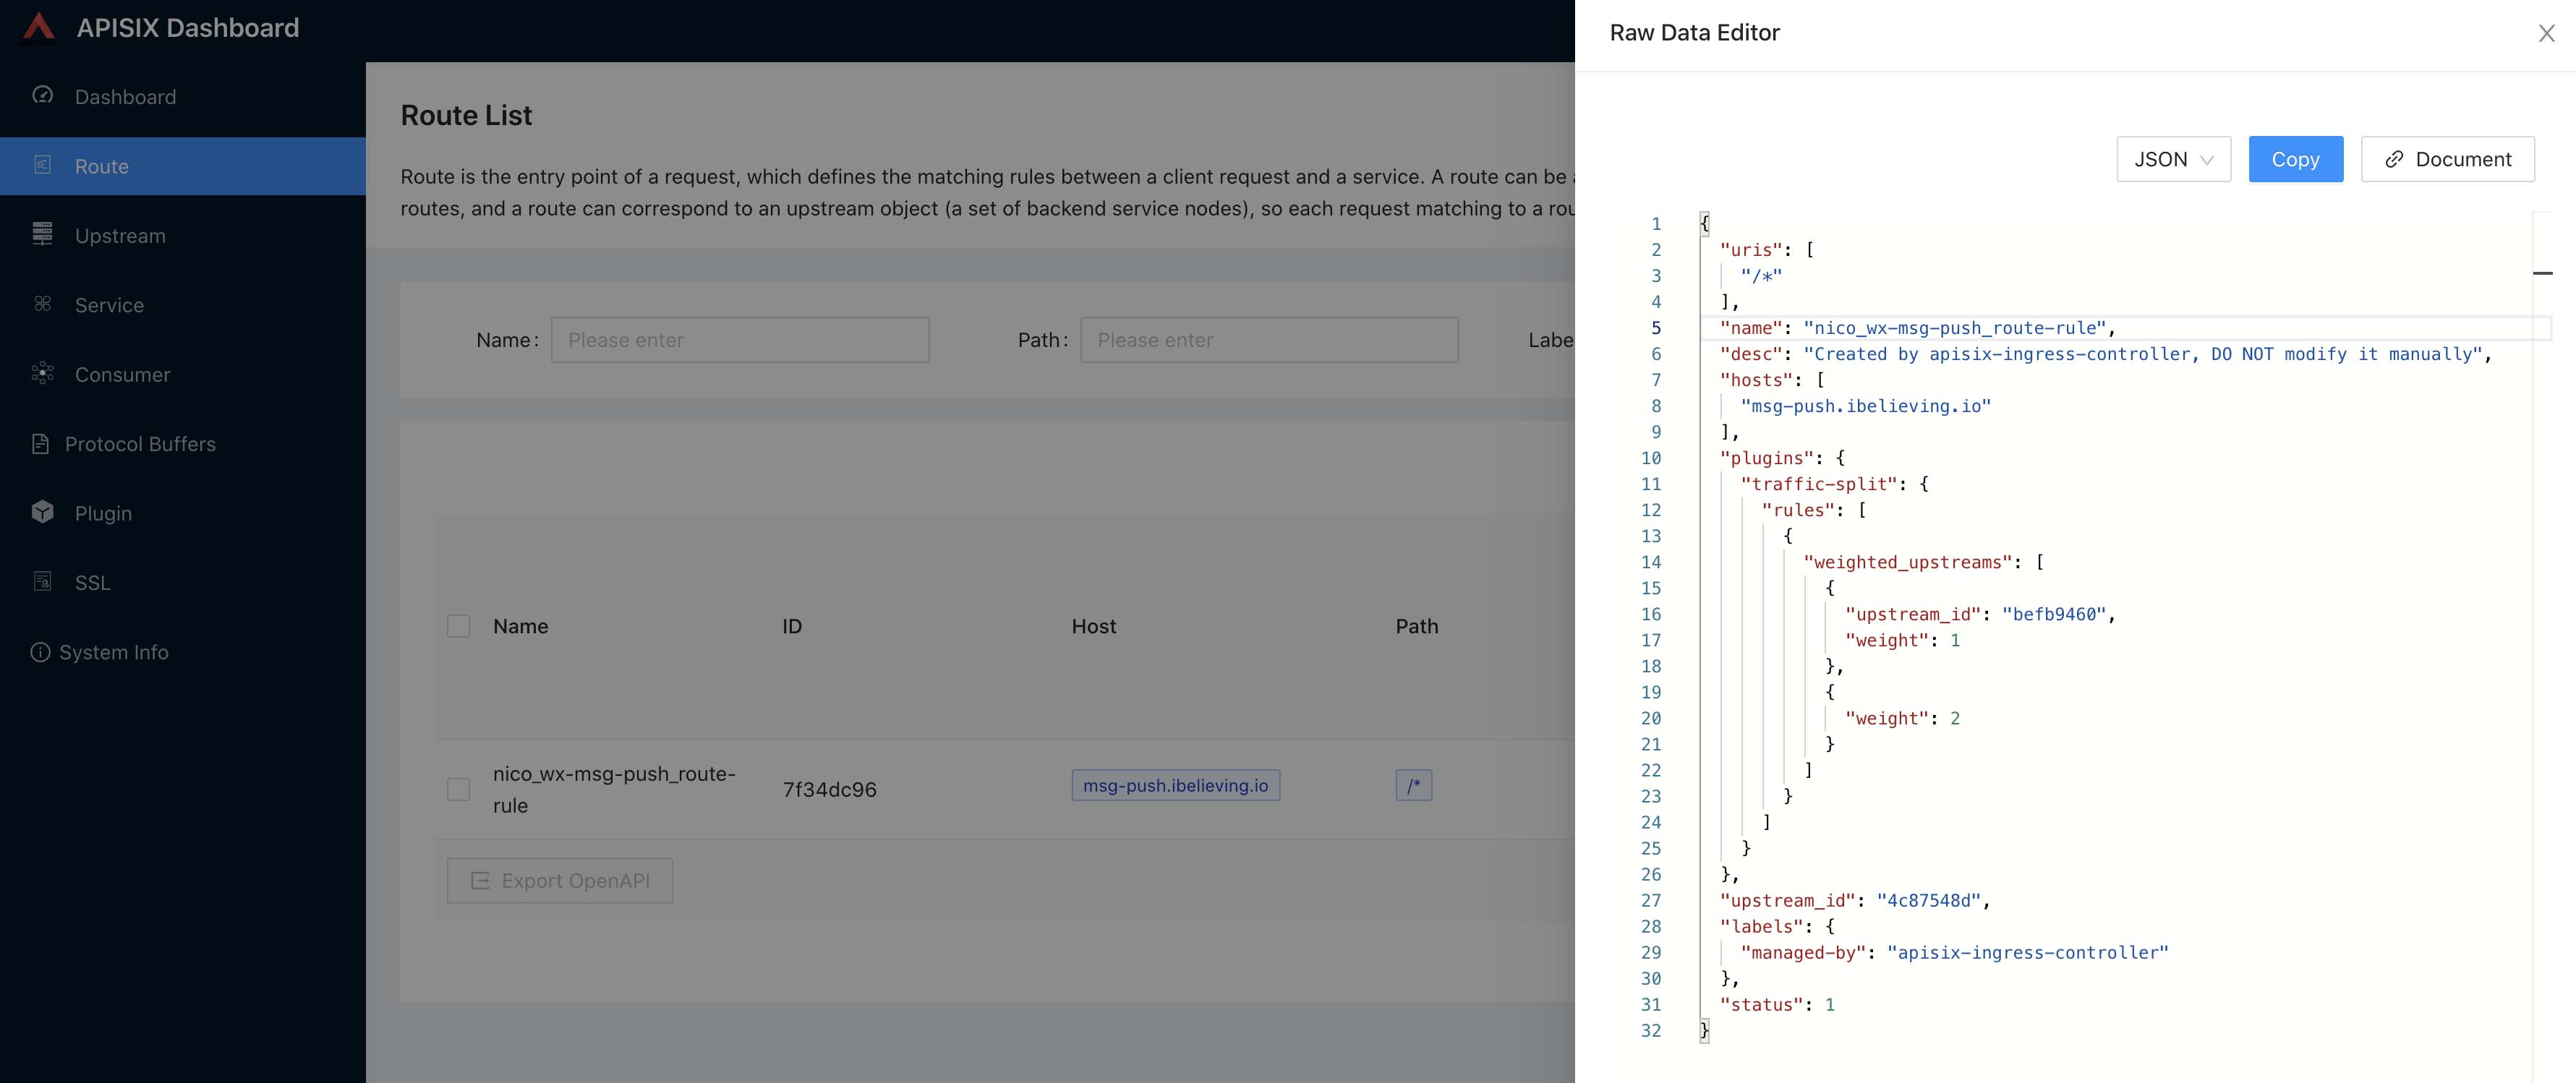 APISIX Dashboard
Dashboard
Route
Upstream
Service
Consumer
Protocol Buffers
Plugin
SSL
System Info
Route List
Route is the entry point of a request, which defines the matching rules between a client request and a service. A route can be
routes, and a route can correspond to an upstream object (a set of backend service nodes), so each request matching to a rou
Name: Please enter Path: Please enter Labe
Name ID Host Path
nico_wx-msg-push_route-
rule
7f34dc96 msg-push.ibelieving.io /*
Export OpenAPI
Raw Data Editor
JSON Copy Document
1 {
2 "uris": [
3 "/*"
4 ],
5 "name": "nico_wx-msg-push_route-rule",
6 "desc": "Created by apisix-ingress-controller, DO NOT modify it manually",
7 "hosts": [
8 "msg-push.ibelieving.io"
9 ],
10 "plugins": {
11 "traffic-split": {
12 "rules": [
13 {
14 "weighted_upstreams": [
15 {
16 "upstream_id": "befb9460",
17 "weight": 1
18 },
19 {
20 "weight": 2
21 }
22 ]
23 }
24 ]
25 }
26 },
27 "upstream_id": "4c87548d",
28 "labels": {
29 "managed-by": "apisix-ingress-controller"
30 },
31 "status": 1
32 }